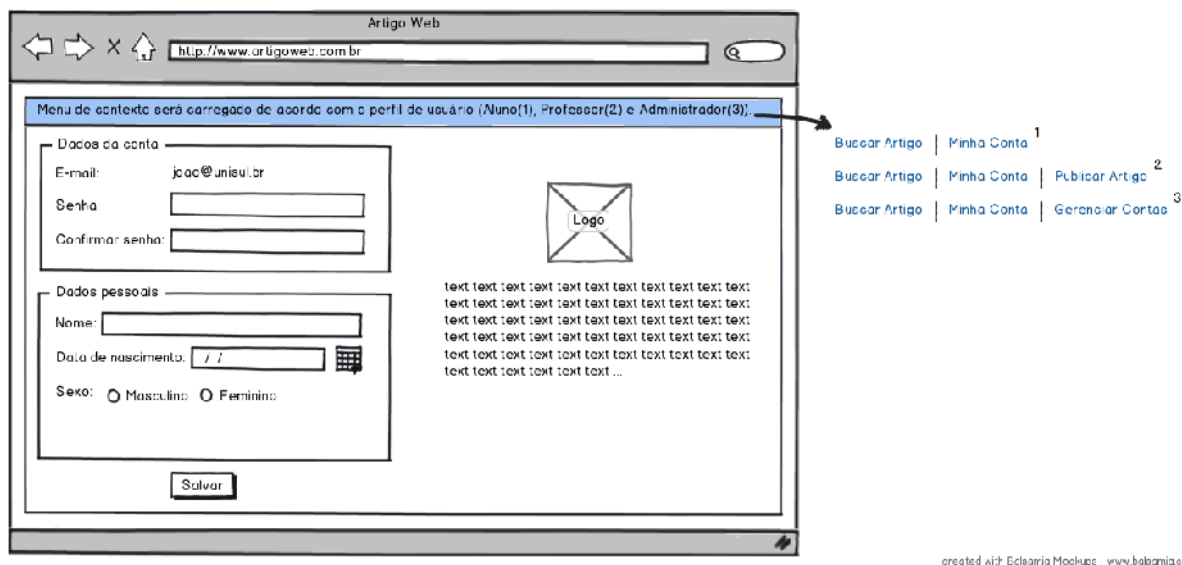 Artigo Web
http://www.artigoweb.com.br
Menu de contexto será carregado de acordo com o perfil de usuário (Aluno(1), Professor(2) e Administrador(3)).
Buscar Artigo | Minha Conta 1
Buscar Artigo | Minha Conta | Publicar Artigo 2
Buscar Artigo | Minha Conta | Gerenciar Contas 3
Dados da conta
E-mail: joao@unisul.br
Senha:
Confirmar senha:
Dados pessoais
Nome:
Data de nascimento: / /
Sexo: Masculino Feminino
Salvar
Logo
text text text text text text text text text text text
text text text text text text text text text text text
text text text text text text text text text text text
text text text text text text text text text text text
text text text text text text text text text text text
text text text text text text ...
created with Balsamiq Mockups - www.balsamiq.c